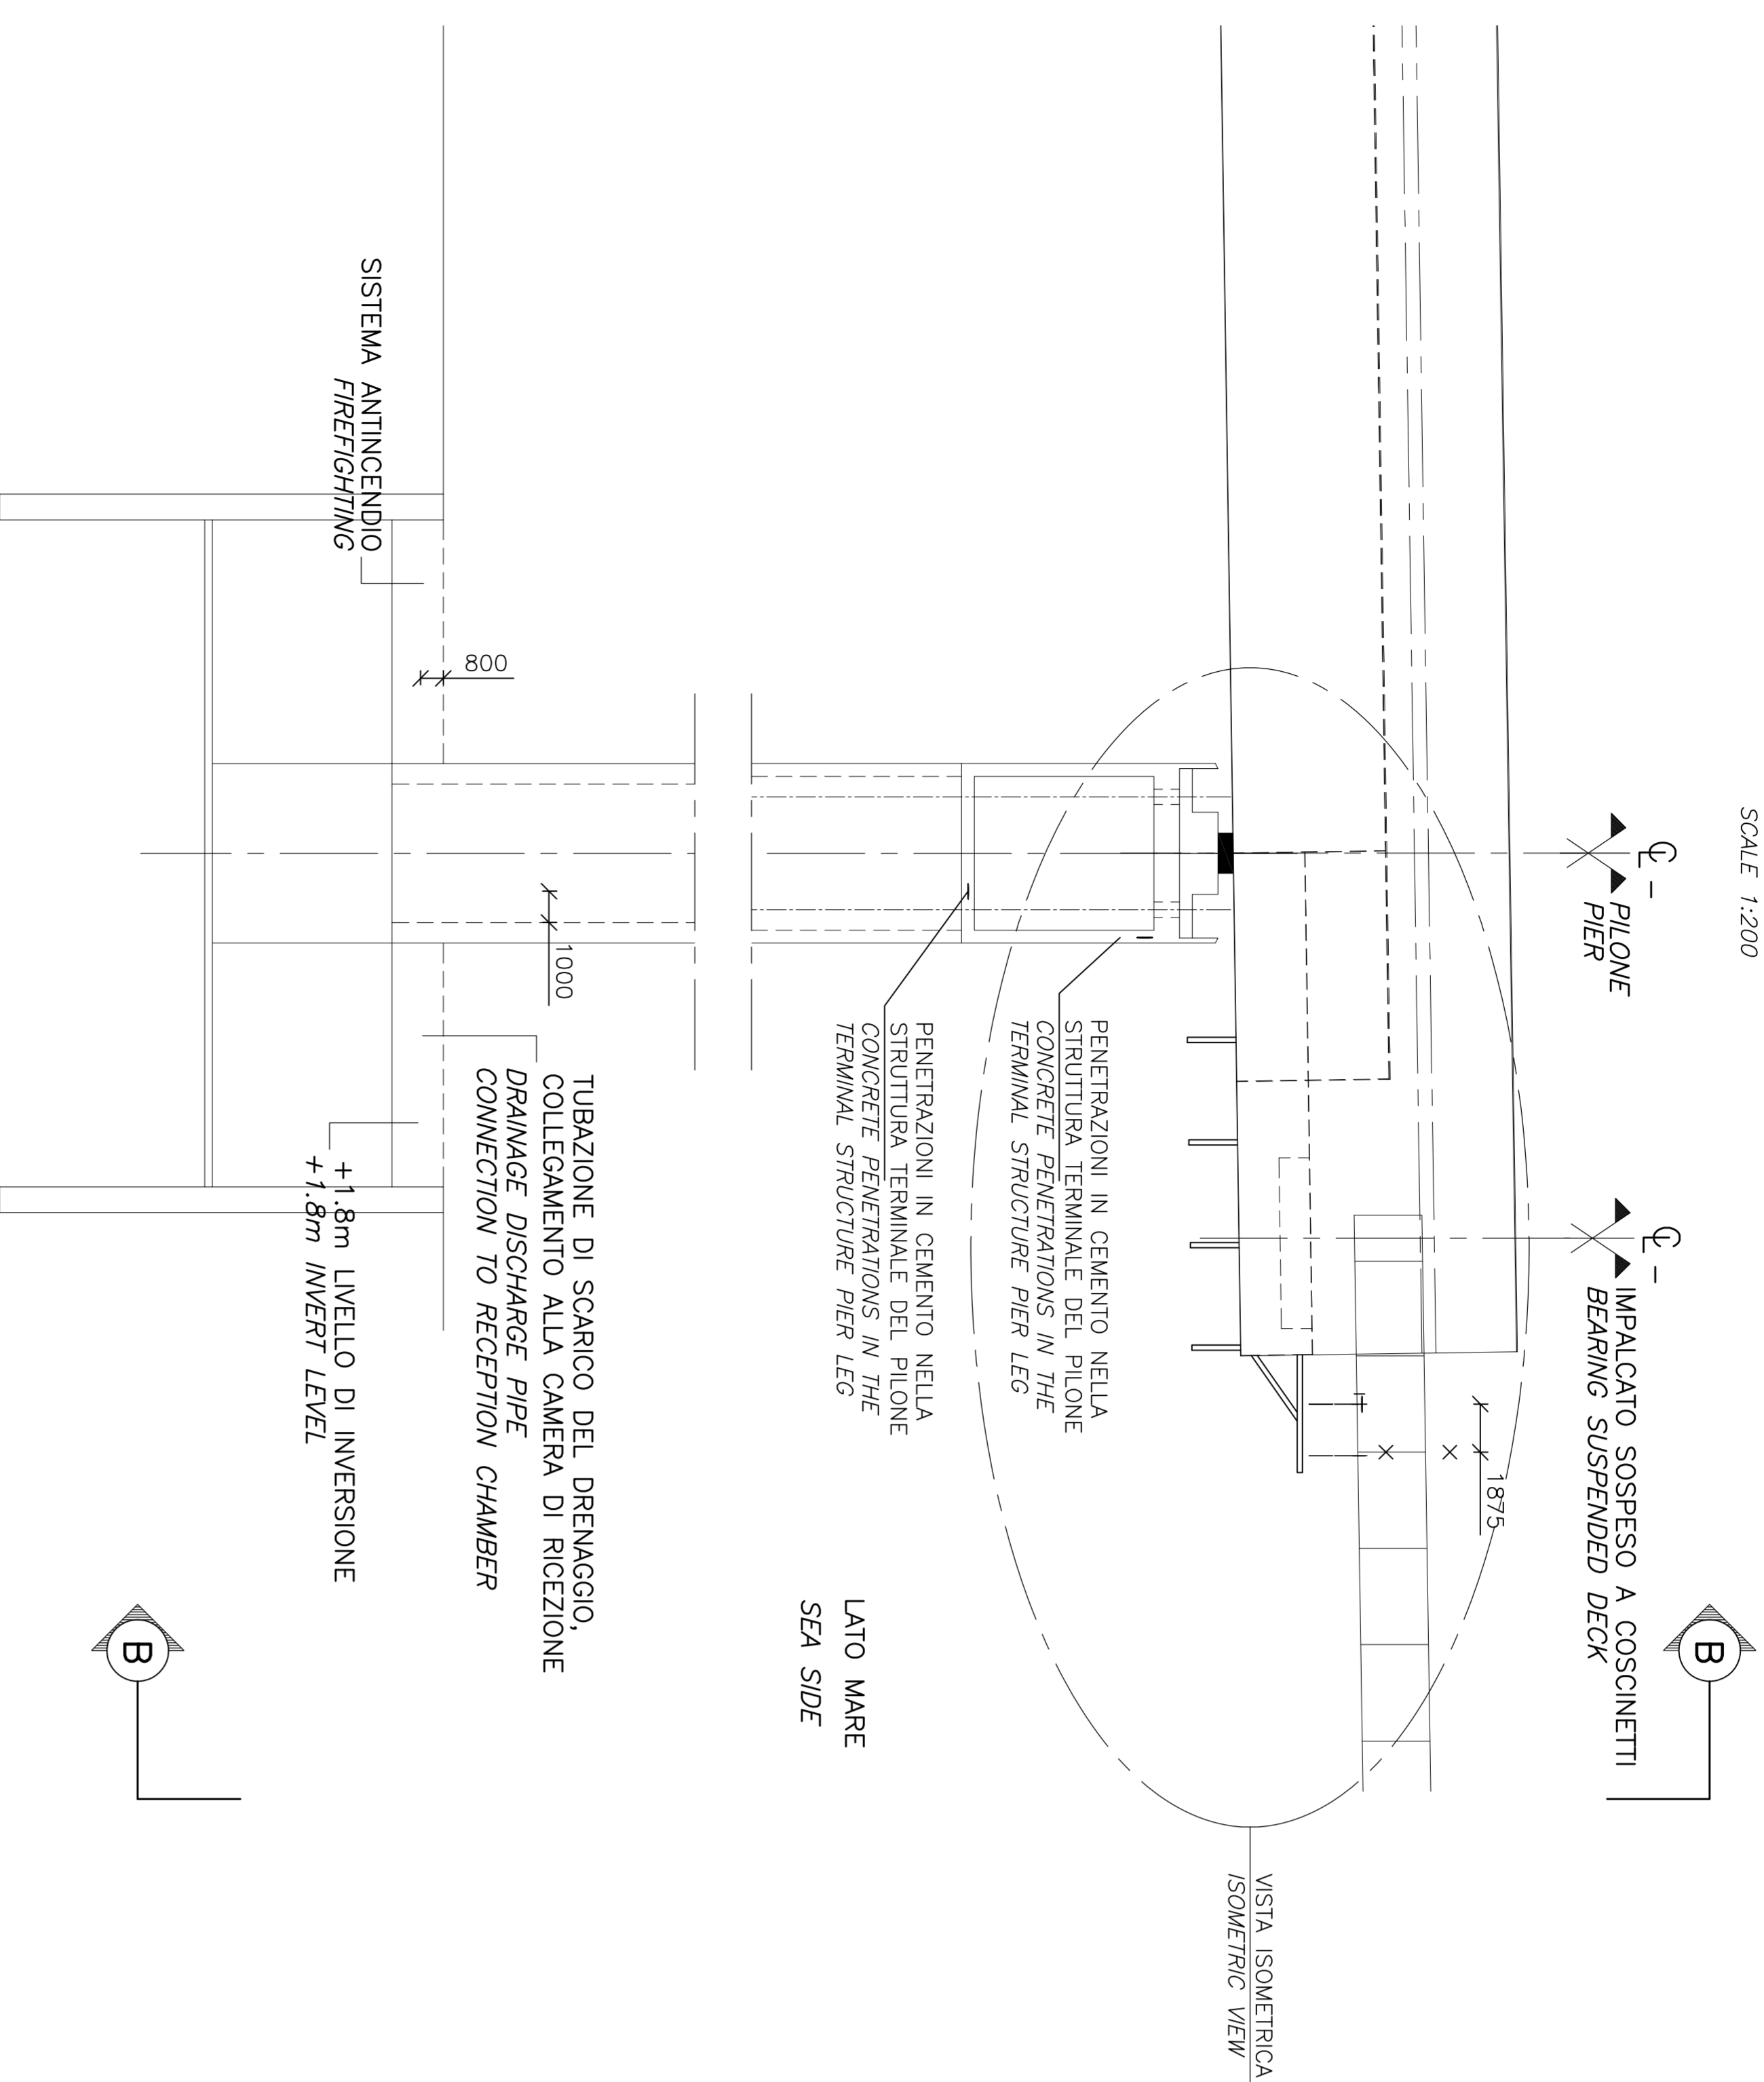 SCALE 1:200
℄
PILONE
PIER
℄
IMPALCATO SOSPESO A COSCINETTI
BEARING SUSPENDED DECK
B
1875
PENETRAZIONI IN CEMENTO NELLA
STRUTTURA TERMINALE DEL PILONE
CONCRETE PENETRATIONS IN THE
TERMINAL STRUCTURE PIER LEG
VISTA ISOMETRICA
ISOMETRIC VIEW
PENETRAZIONI IN CEMENTO NELLA
STRUTTURA TERMINALE DEL PILONE
CONCRETE PENETRATIONS IN THE
TERMINAL STRUCTURE PIER LEG
LATO MARE
SEA SIDE
1000
800
TUBAZIONE DI SCARICO DEL DRENAGGIO,
COLLEGAMENTO ALLA CAMERA DI RICEZIONE
DRAINAGE DISCHARGE PIPE
CONNECTION TO RECEPTION CHAMBER
SISTEMA ANTINCENDIO
FIREFIGHTING
+1.8m LIVELLO DI INVERSIONE
+1.8m INVERT LEVEL
B